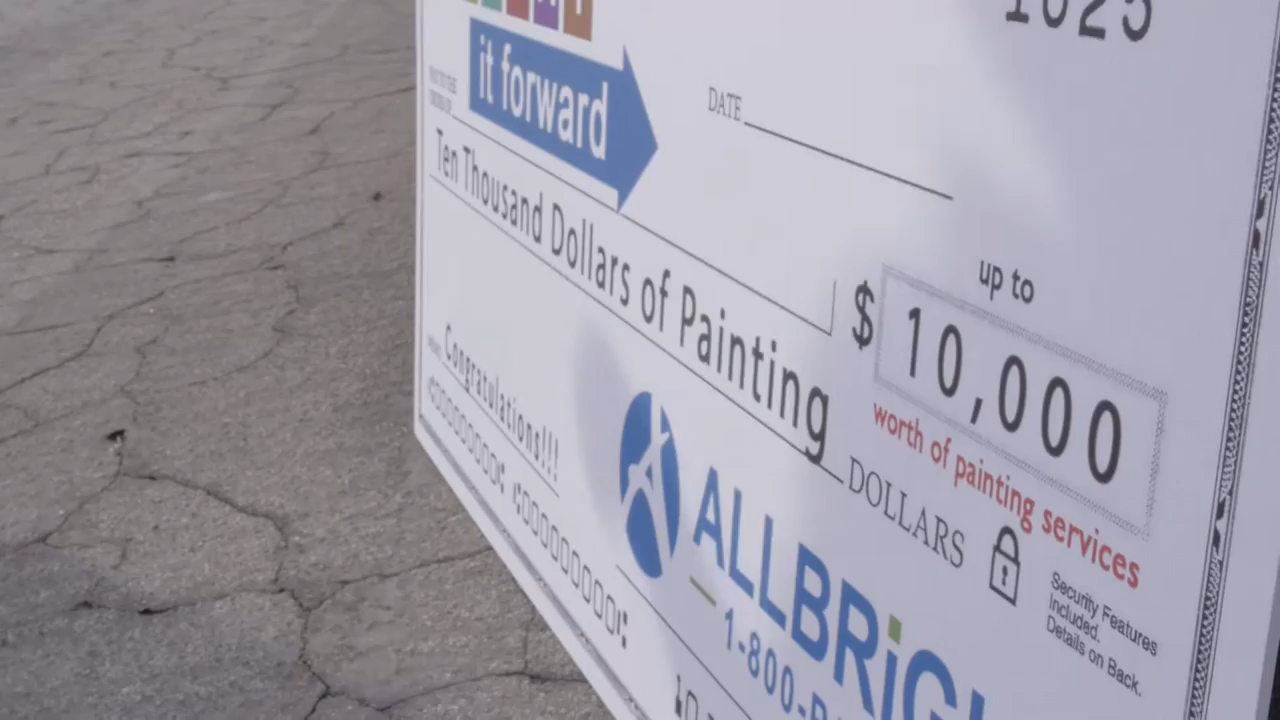 1025
it forward
DATE
Ten Thousand Dollars of Painting
up to
$ 10,000
worth of painting services
DOLLARS
Security Features
Included.
Details on Back.
Congratulations!!!
ALLBRiG
1-800-